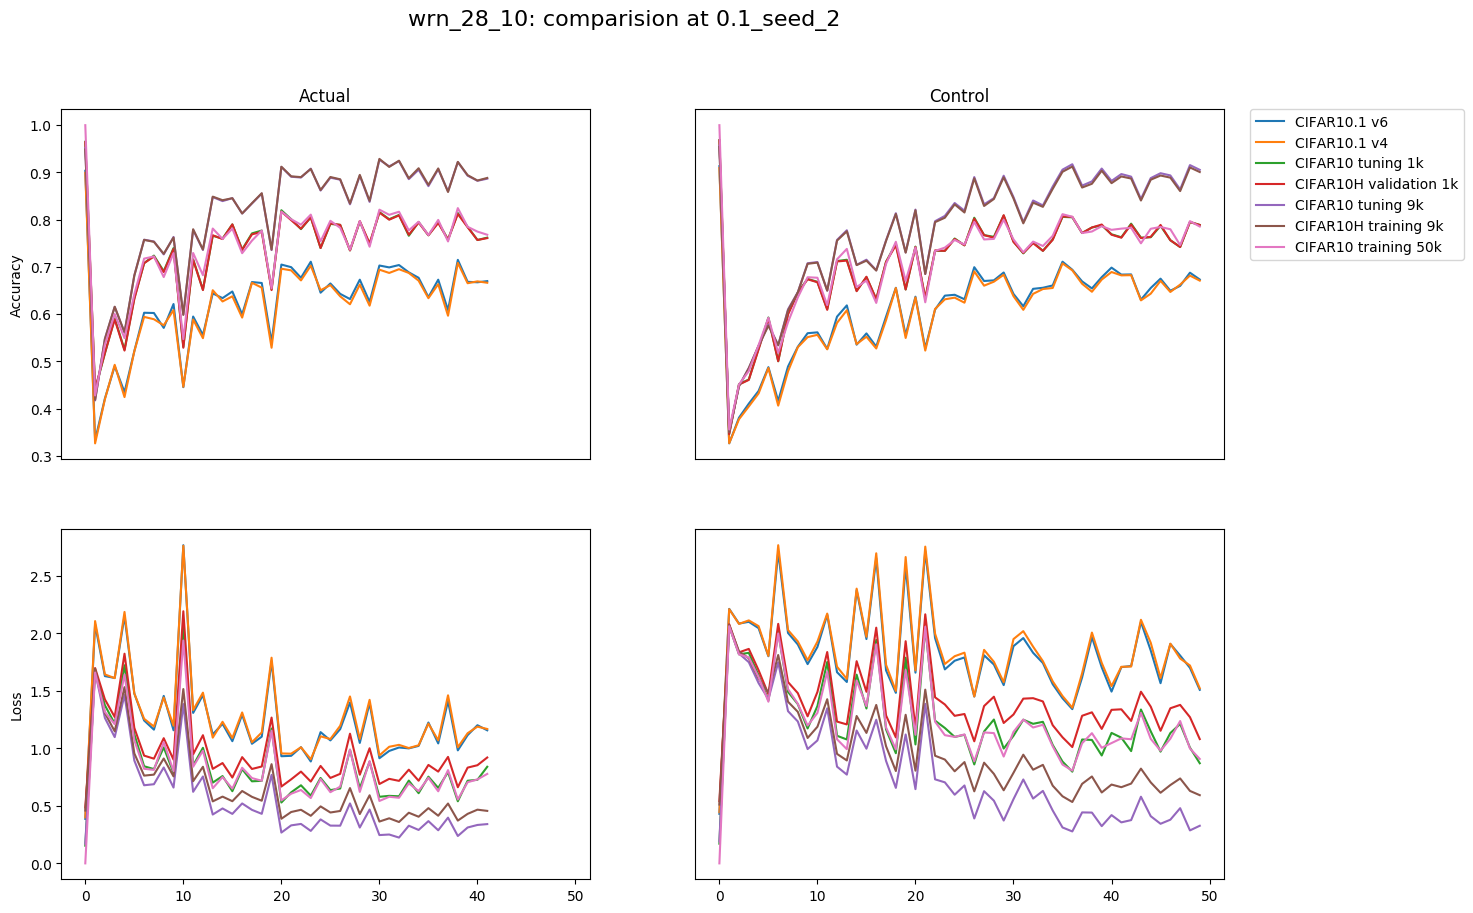 wrn_28_10: comparision at 0.1_seed_2
Actual
Control
Accuracy
1.0
0.9
0.8
0.7
0.6
0.5
0.4
0.3
CIFAR10.1 v6
CIFAR10.1 v4
CIFAR10 tuning 1k
CIFAR10H validation 1k
CIFAR10 tuning 9k
CIFAR10H training 9k
CIFAR10 training 50k
Loss
2.5
2.0
1.5
1.0
0.5
0.0
0 10 20 30 40 50
0 10 20 30 40 50